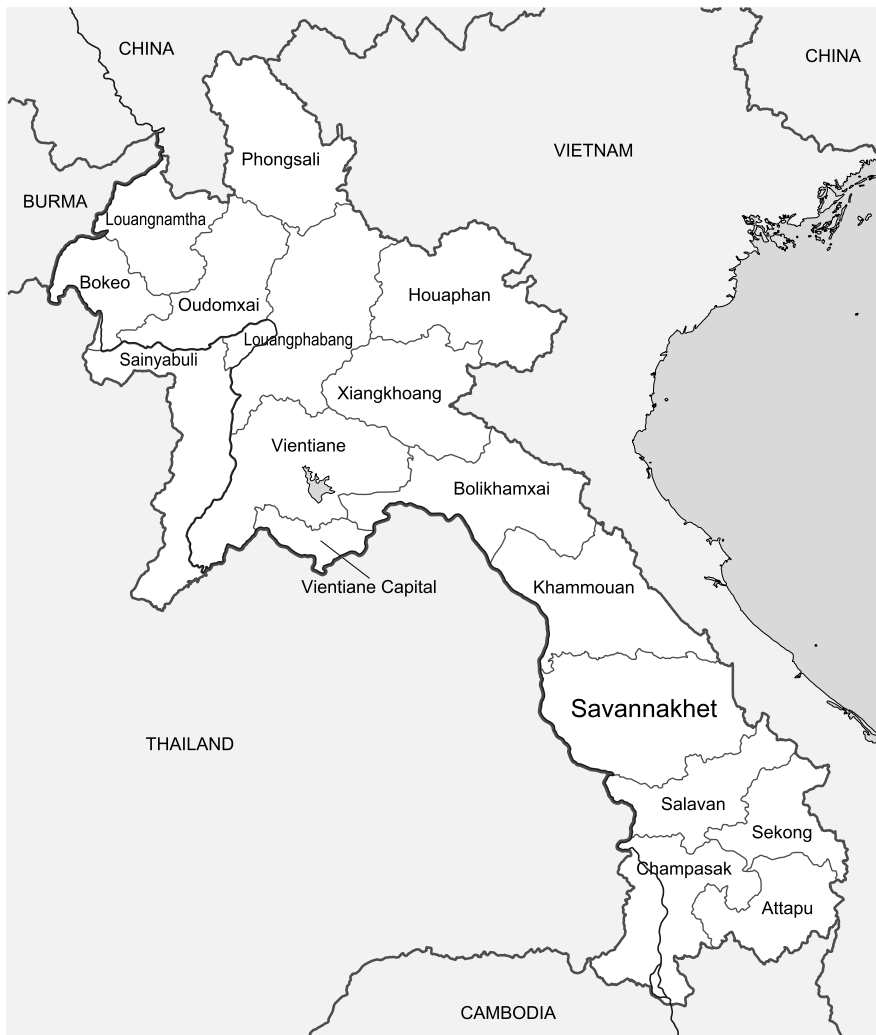 CHINA
CHINA
Phongsali
VIETNAM
BURMA
Louangnamtha
Bokeo
Houaphan
Oudomxai
Louangphabang
Sainyabuli
Xiangkhoang
Vientiane
Bolikhamxai
Vientiane Capital
Khammouan
Savannakhet
THAILAND
Salavan
Sekong
Champasak
Attapu
CAMBODIA